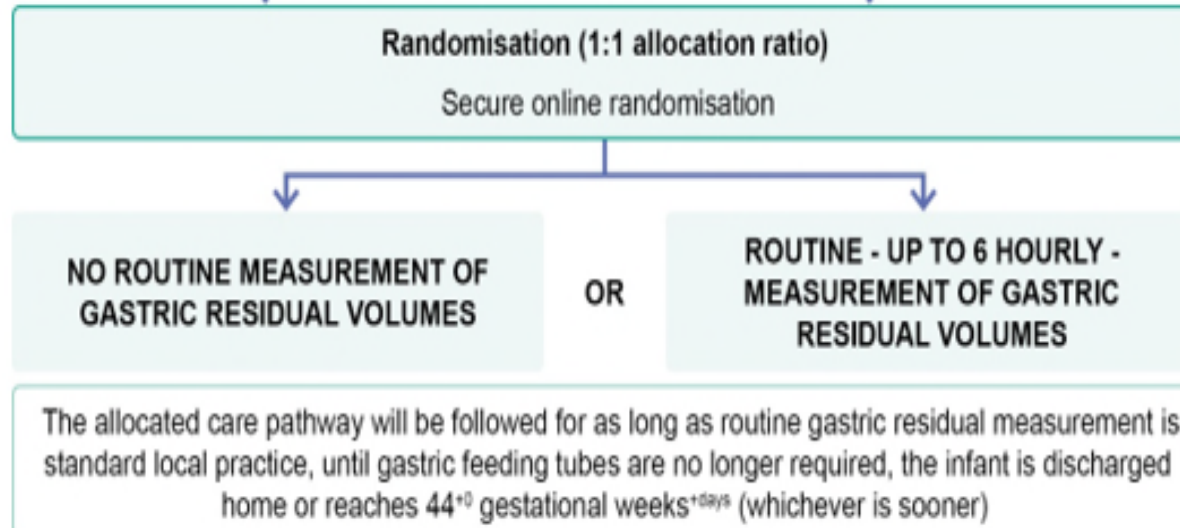 Randomisation (1:1 allocation ratio)
Secure online randomisation
NO ROUTINE MEASUREMENT OF
GASTRIC RESIDUAL VOLUMES
OR
ROUTINE - UP TO 6 HOURLY -
MEASUREMENT OF GASTRIC
RESIDUAL VOLUMES
The allocated care pathway will be followed for as long as routine gastric residual measurement is
standard local practice, until gastric feeding tubes are no longer required, the infant is discharged
home or reaches 44⁺⁰ gestational weeks⁺ᵈᵃʸˢ (whichever is sooner)